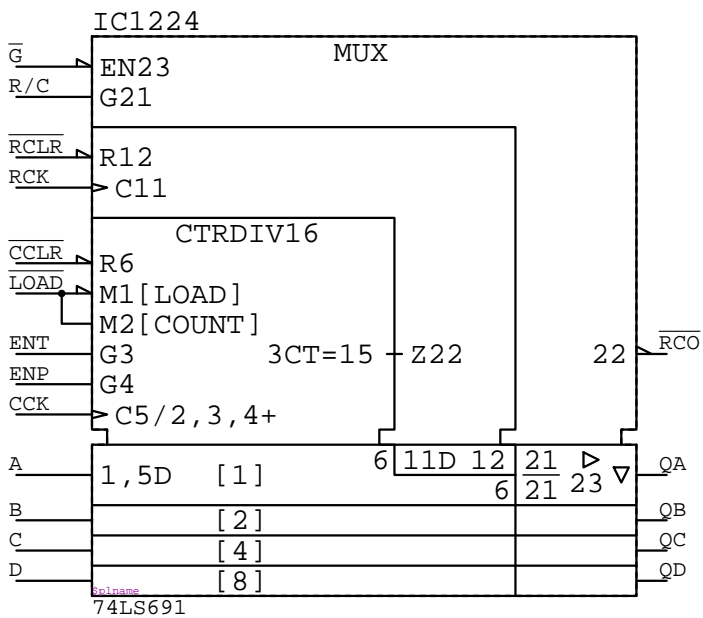 IC1224
MUX
G
EN23
R/C
G21
RCLR
R12
RCK
C11
CTRDIV16
CCLR
R6
LOAD
M1[LOAD]
M2[COUNT]
ENT
G3
3CT=15
Z22
22
RCO
ENP
G4
CCK
C5/2,3,4+
A
1,5D [1]
6 11D 12 21
QA
6 21 23
B
[2]
QB
C
[4]
QC
D
[8]
QD
Splname
74LS691